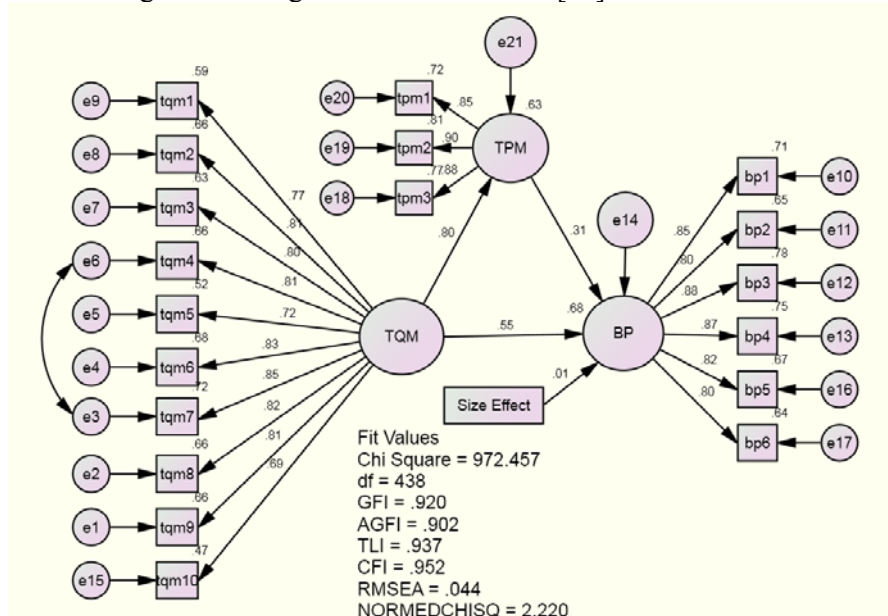 e21
.72
.59
e20 tpm1 .85 .63
e9 tqm1
.81
.66
e19 tpm2 .90 TPM
.71
e8 tqm2
.77 .88
bp1 e10
.63
e18 tpm3
.65
e7 tqm3
.77
e14
.85
bp2 e11
.66
.81
.80
.31
.80
.78
e6 tqm4
.80
.88
bp3 e12
.52
.81
.68
.75
e5 tqm5
.72
TQM
.55
BP
.87
bp4 e13
.68
.83
.82
.67
e4 tqm6
.85
.01
.80
bp5 e16
.72
Size Effect
.64
e3 tqm7
.82
bp6 e17
.66
.81
Fit Values
e2 tqm8
.69
Chi Square = 972.457
.66
df = 438
e1 tqm9
GFI = .920
.47
AGFI = .902
e15 tqm10
TLI = .937
CFI = .952
RMSEA = .044
NORMEDCHISQ = 2.220